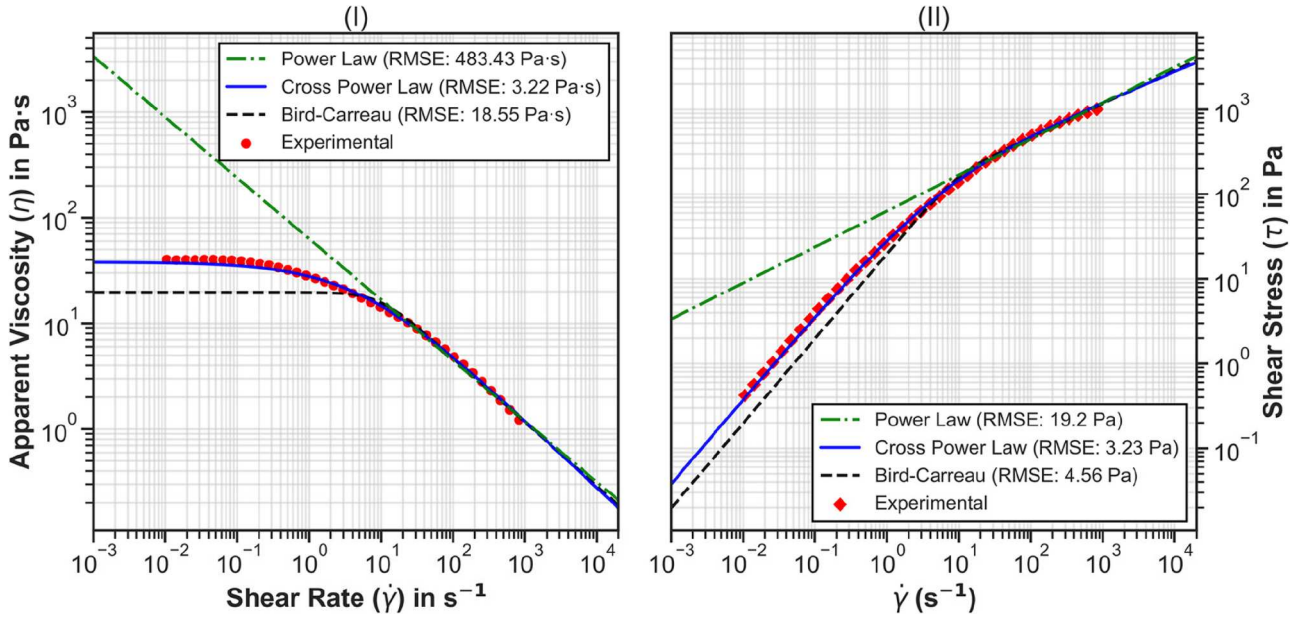 (I)
Power Law (RMSE: 483.43 Pa·s)
Cross Power Law (RMSE: 3.22 Pa·s)
Bird-Carreau (RMSE: 18.55 Pa·s)
Experimental
10³
10²
10¹
10⁰
Apparent Viscosity (η) in Pa·s
10⁻³ 10⁻² 10⁻¹ 10⁰ 10¹ 10² 10³ 10⁴
Shear Rate (γ̇) in s⁻¹
(II)
10³
10²
10¹
10⁰
10⁻¹
Shear Stress (τ) in Pa
Power Law (RMSE: 19.2 Pa)
Cross Power Law (RMSE: 3.23 Pa)
Bird-Carreau (RMSE: 4.56 Pa)
Experimental
10⁻³ 10⁻² 10⁻¹ 10⁰ 10¹ 10² 10³ 10⁴
γ̇ (s⁻¹)